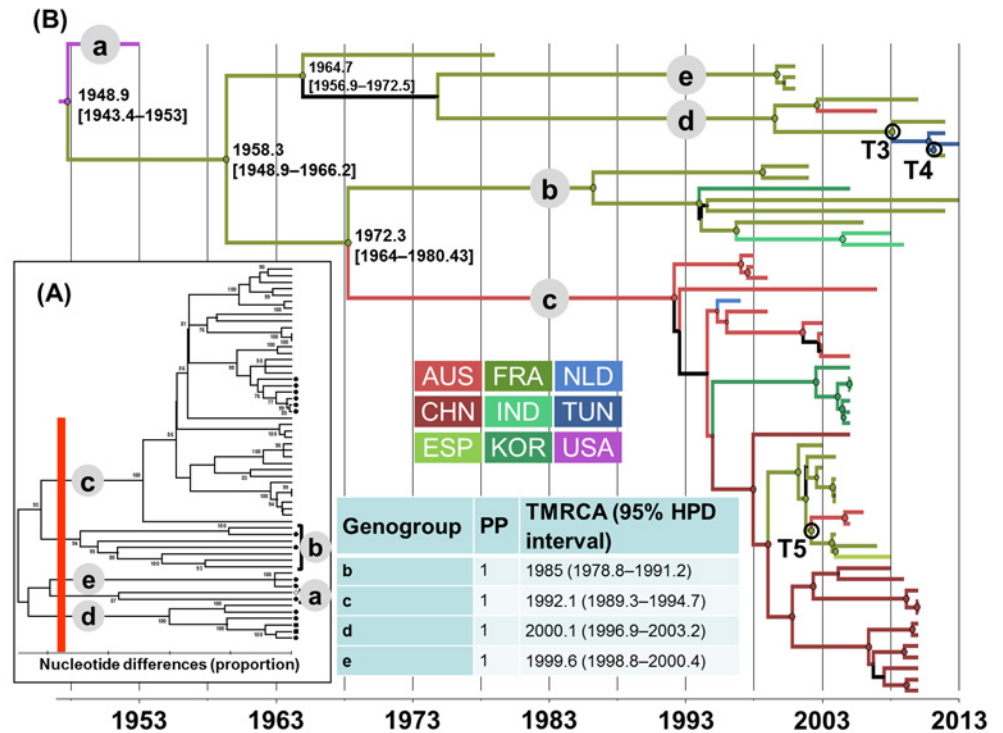 (B)
a
1948.9
[1943.4–1953]
1964.7
[1956.9–1972.5]
e
d
T3
T4
1958.3
[1948.9–1966.2]
b
1972.3
[1964–1980.43]
c
(A)
c
b
e
a
d
Nucleotide differences (proportion)
AUS FRA NLD
CHN IND TUN
ESP KOR USA
T5
Genogroup PP TMRCA (95% HPD
interval)
b 1 1985 (1978.8–1991.2)
c 1 1992.1 (1989.3–1994.7)
d 1 2000.1 (1996.9–2003.2)
e 1 1999.6 (1998.8–2000.4)
1953 1963 1973 1983 1993 2003 2013